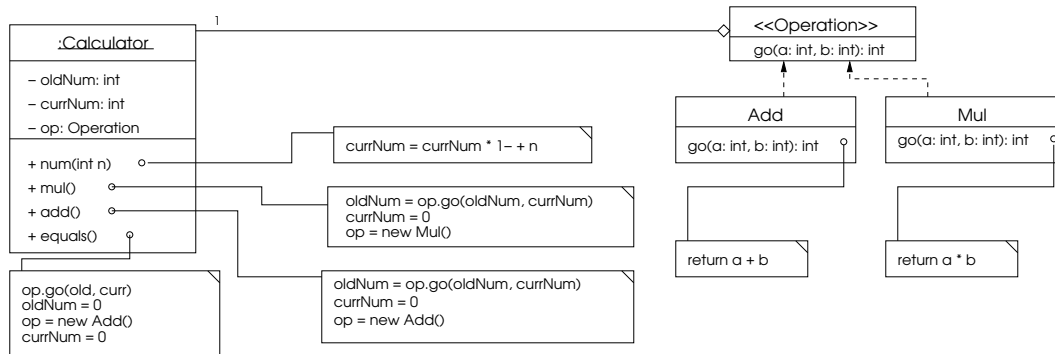 1
:Calculator
– oldNum: int
– currNum: int
– op: Operation
+ num(int n)
+ mul()
+ add()
+ equals()
<<Operation>>
go(a: int, b: int): int
Add
go(a: int, b: int): int
Mul
go(a: int, b: int): int
currNum = currNum * 1– + n
oldNum = op.go(oldNum, currNum)
currNum = 0
op = new Mul()
oldNum = op.go(oldNum, currNum)
currNum = 0
op = new Add()
op.go(old, curr)
oldNum = 0
op = new Add()
currNum = 0
return a + b
return a * b